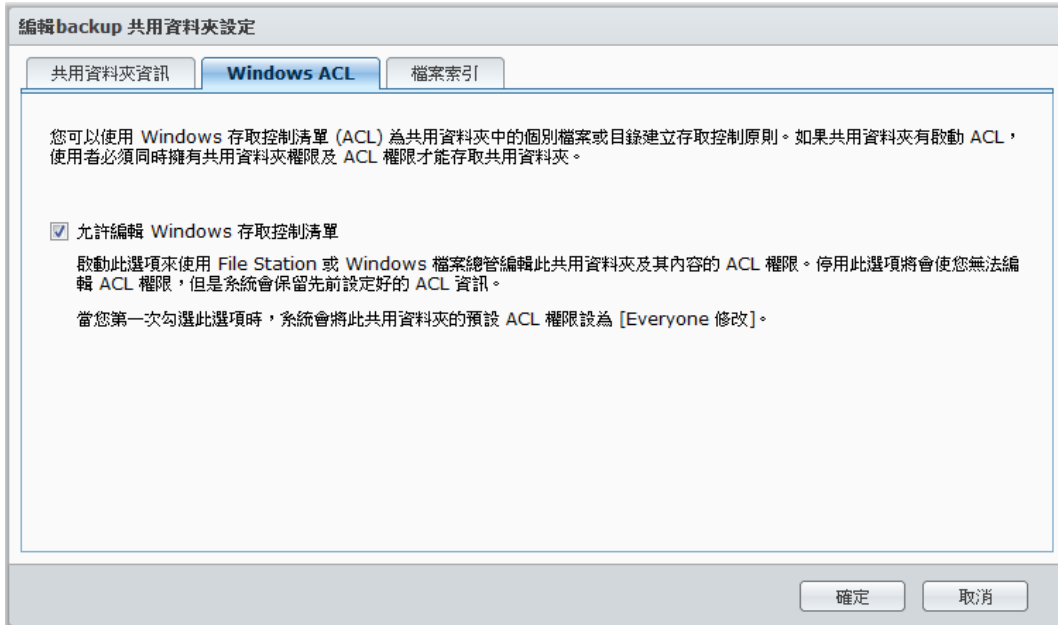 編輯backup 共用資料夾設定
共用資料夾資訊 Windows ACL 檔案索引
您可以使用 Windows 存取控制清單 (ACL) 為共用資料夾中的個別檔案或目錄建立存取控制原則。如果共用資料夾有啟動 ACL，
使用者必須同時擁有共用資料夾權限及 ACL 權限才能存取共用資料夾。
允許編輯 Windows 存取控制清單
啟動此選項來使用 File Station 或 Windows 檔案總管編輯此共用資料夾及其內容的 ACL 權限。停用此選項將會使您無法編
輯 ACL 權限，但是系統會保留先前設定好的 ACL 資訊。
當您第一次勾選此選項時，系統會將此共用資料夾的預設 ACL 權限設為 [Everyone 修改]。
確定 取消